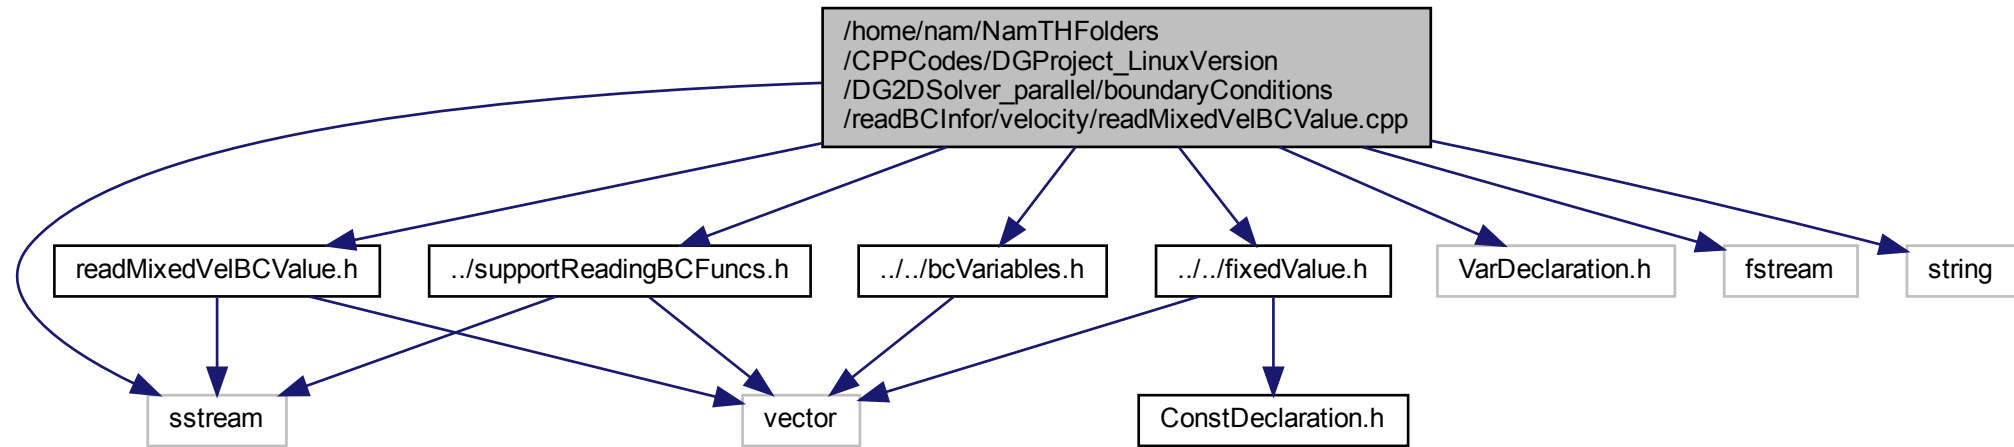 /home/nam/NamTHFolders
/CPPCodes/DGProject_LinuxVersion
/DG2DSolver_parallel/boundaryConditions
/readBCInfor/velocity/readMixedVelBCValue.cpp
readMixedVelBCValue.h
../supportReadingBCFuncs.h
../../bcVariables.h
../../fixedValue.h
VarDeclaration.h
fstream
string
sstream
vector
ConstDeclaration.h